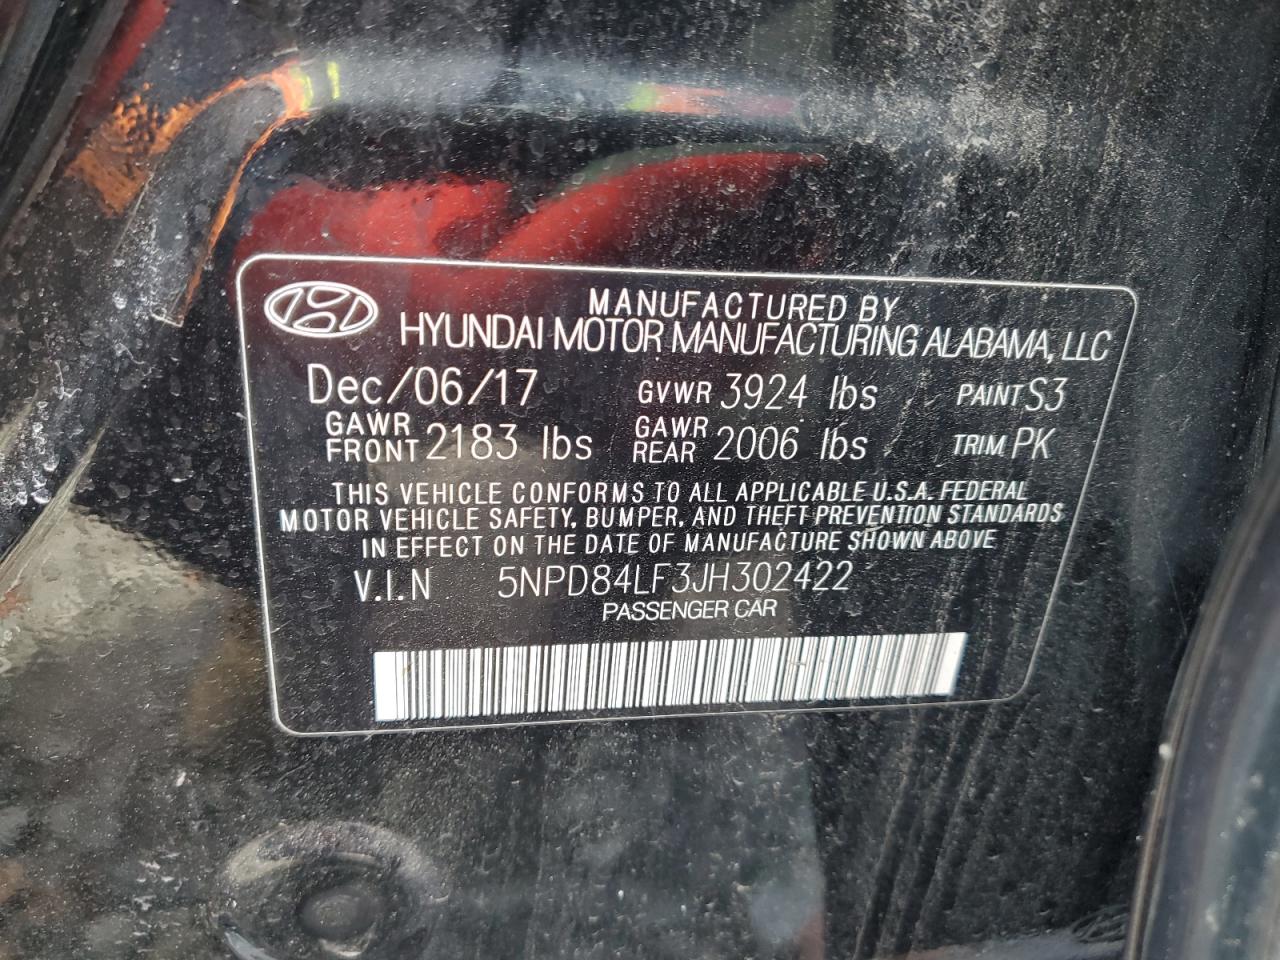 MANUFACTURED BY
HYUNDAI MOTOR MANUFACTURING ALABAMA, LLC
Dec/06/17 GVWR 3924 lbs PAINT S3
GAWR FRONT 2183 lbs GAWR REAR 2006 lbs TRIM PK
THIS VEHICLE CONFORMS TO ALL APPLICABLE U.S.A. FEDERAL
MOTOR VEHICLE SAFETY, BUMPER, AND THEFT PREVENTION STANDARDS
IN EFFECT ON THE DATE OF MANUFACTURE SHOWN ABOVE
V.I.N 5NPD84LF3JH302422
PASSENGER CAR